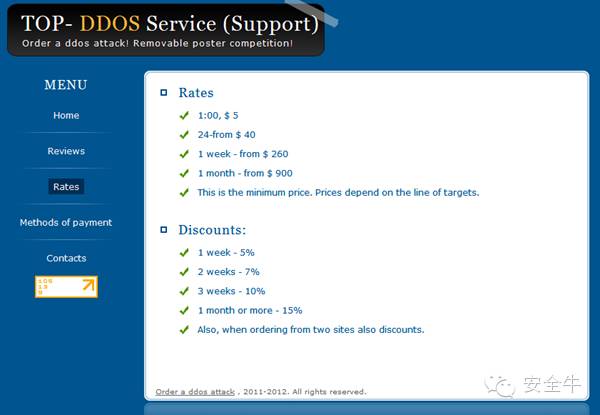 TOP- DDOS Service (Support)
Order a ddos attack! Removable poster competition!
MENU
Home
Reviews
Rates
Methods of payment
Contacts
Rates
1:00, $ 5
24-from $ 40
1 week - from $ 260
1 month - from $ 900
This is the minimum price. Prices depend on the line of targets.
Discounts:
1 week - 5%
2 weeks - 7%
3 weeks - 10%
1 month or more - 15%
Also, when ordering from two sites also discounts.
Order a ddos attack , 2011-2012. All rights reserved.
安全牛